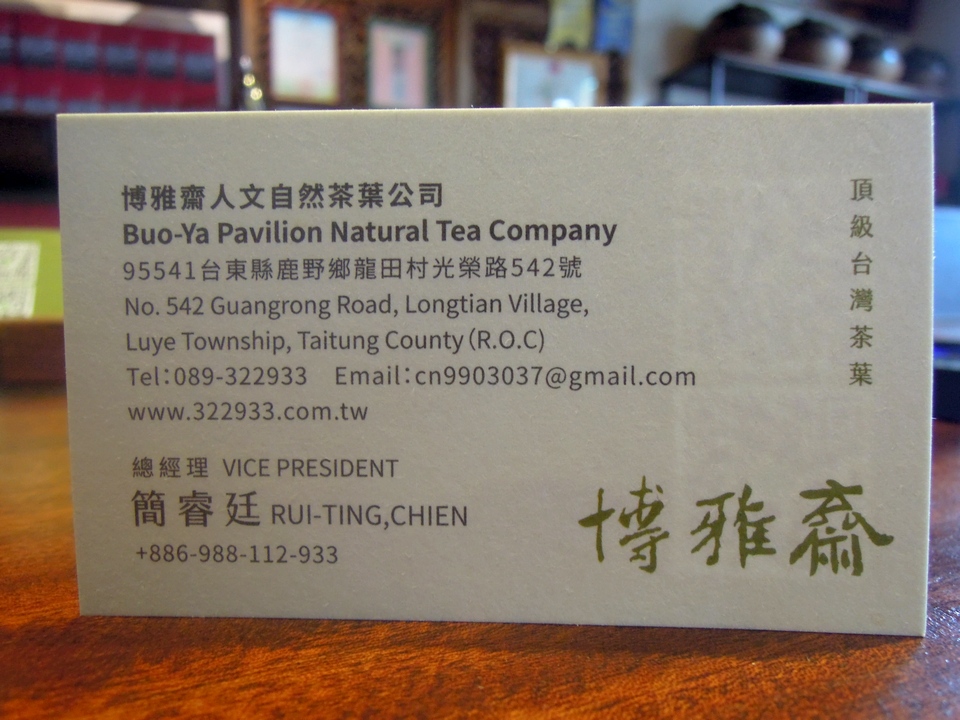 博雅齋人文自然茶葉公司
Buo-Ya Pavilion Natural Tea Company
95541台東縣鹿野鄉龍田村光榮路542號
No. 542 Guangrong Road, Longtian Village,
Luye Township, Taitung County (R.O.C)
Tel:089-322933 Email:cn9903037@gmail.com
www.322933.com.tw
總經理 VICE PRESIDENT
簡睿廷 RUI-TING,CHIEN
+886-988-112-933
頂級台灣茶葉
博雅齋